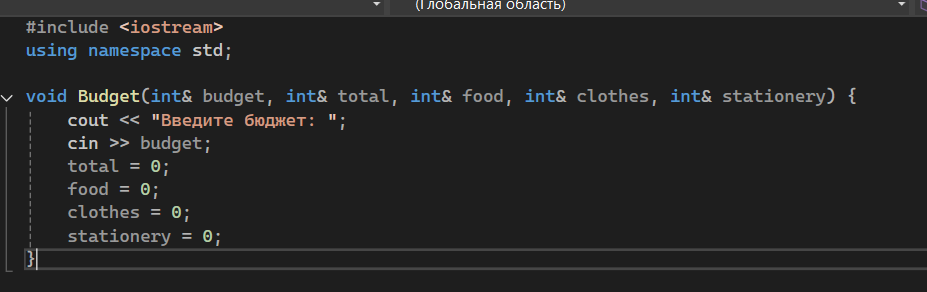 (Глобальная область)
#include <iostream>
using namespace std;
void Budget(int& budget, int& total, int& food, int& clothes, int& stationery) {
cout << "Введите бюджет: ";
cin >> budget;
total = 0;
food = 0;
clothes = 0;
stationery = 0;
}